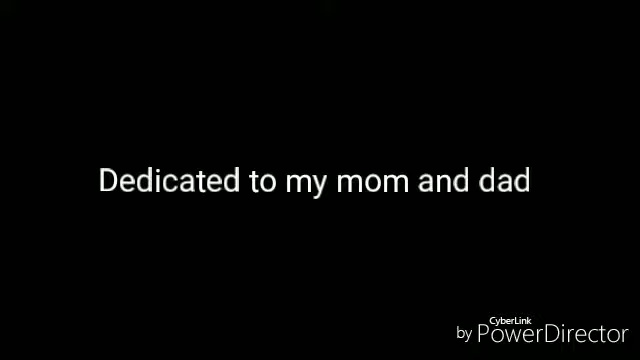 Dedicated to my mom and dad
CyberLink
by PowerDirector